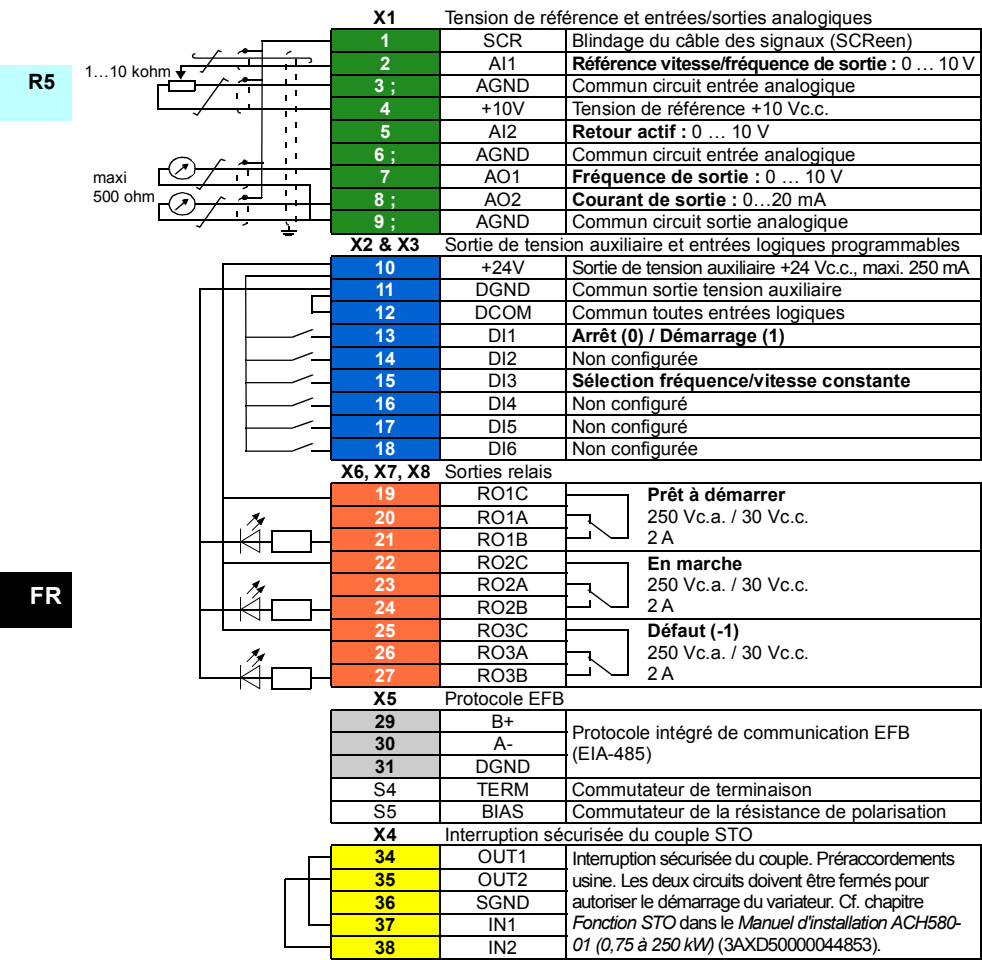 X1 Tension de référence et entrées/sorties analogiques
1 SCR Blindage du câble des signaux (SCReen)
2 AI1 Référence vitesse/fréquence de sortie : 0 … 10 V
3 ; AGND Commun circuit entrée analogique
4 +10V Tension de référence +10 Vc.c.
5 AI2 Retour actif : 0 … 10 V
6 ; AGND Commun circuit entrée analogique
7 AO1 Fréquence de sortie : 0 … 10 V
8 ; AO2 Courant de sortie : 0…20 mA
9 ; AGND Commun circuit sortie analogique
R5
1…10 kohm
maxi
500 ohm
X2 & X3 Sortie de tension auxiliaire et entrées logiques programmables
10 +24V Sortie de tension auxiliaire +24 Vc.c., maxi. 250 mA
11 DGND Commun sortie tension auxiliaire
12 DCOM Commun toutes entrées logiques
13 DI1 Arrêt (0) / Démarrage (1)
14 DI2 Non configurée
15 DI3 Sélection fréquence/vitesse constante
16 DI4 Non configuré
17 DI5 Non configuré
18 DI6 Non configurée
X6, X7, X8 Sorties relais
19 RO1C Prêt à démarrer
20 RO1A 250 Vc.a. / 30 Vc.c.
21 RO1B 2 A
22 RO2C En marche
23 RO2A 250 Vc.a. / 30 Vc.c.
24 RO2B 2 A
25 RO3C Défaut (-1)
26 RO3A 250 Vc.a. / 30 Vc.c.
27 RO3B 2 A
FR
X5 Protocole EFB
29 B+
30 A-
31 DGND
Protocole intégré de communication EFB
(EIA-485)
S4 TERM Commutateur de terminaison
S5 BIAS Commutateur de la résistance de polarisation
X4 Interruption sécurisée du couple STO
34 OUT1
35 OUT2
36 SGND
37 IN1
38 IN2
Interruption sécurisée du couple. Préraccordements
usine. Les deux circuits doivent être fermés pour
autoriser le démarrage du variateur. Cf. chapitre
Fonction STO dans le Manuel d'installation ACH580-
01 (0,75 à 250 kW) (3AXD50000044853).